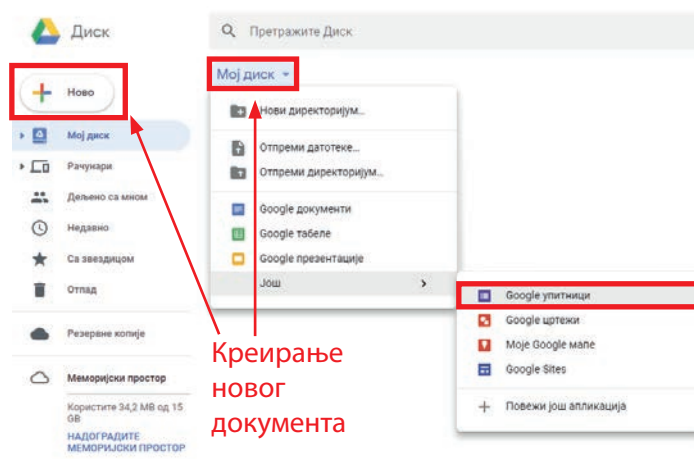 Диск
Претражите Диск
Ново
Мој диск
Мој диск
Рачунари
Дељено са мном
Недавно
Са звездицом
Отпад
Резервне копије
Меморијски простор
Користите 34,2 MB од 15
GB
НАДОГРАДИТЕ
МЕМОРИЈСКИ ПРОСТОР
Нови директоријум...
Отпреми датотеке...
Отпреми директоријум...
Google документи
Google табеле
Google презентације
Још
Google упитници
Google цртежи
Моје Google мапе
Google Sites
Повежи још апликација
Креирање
новог
документа